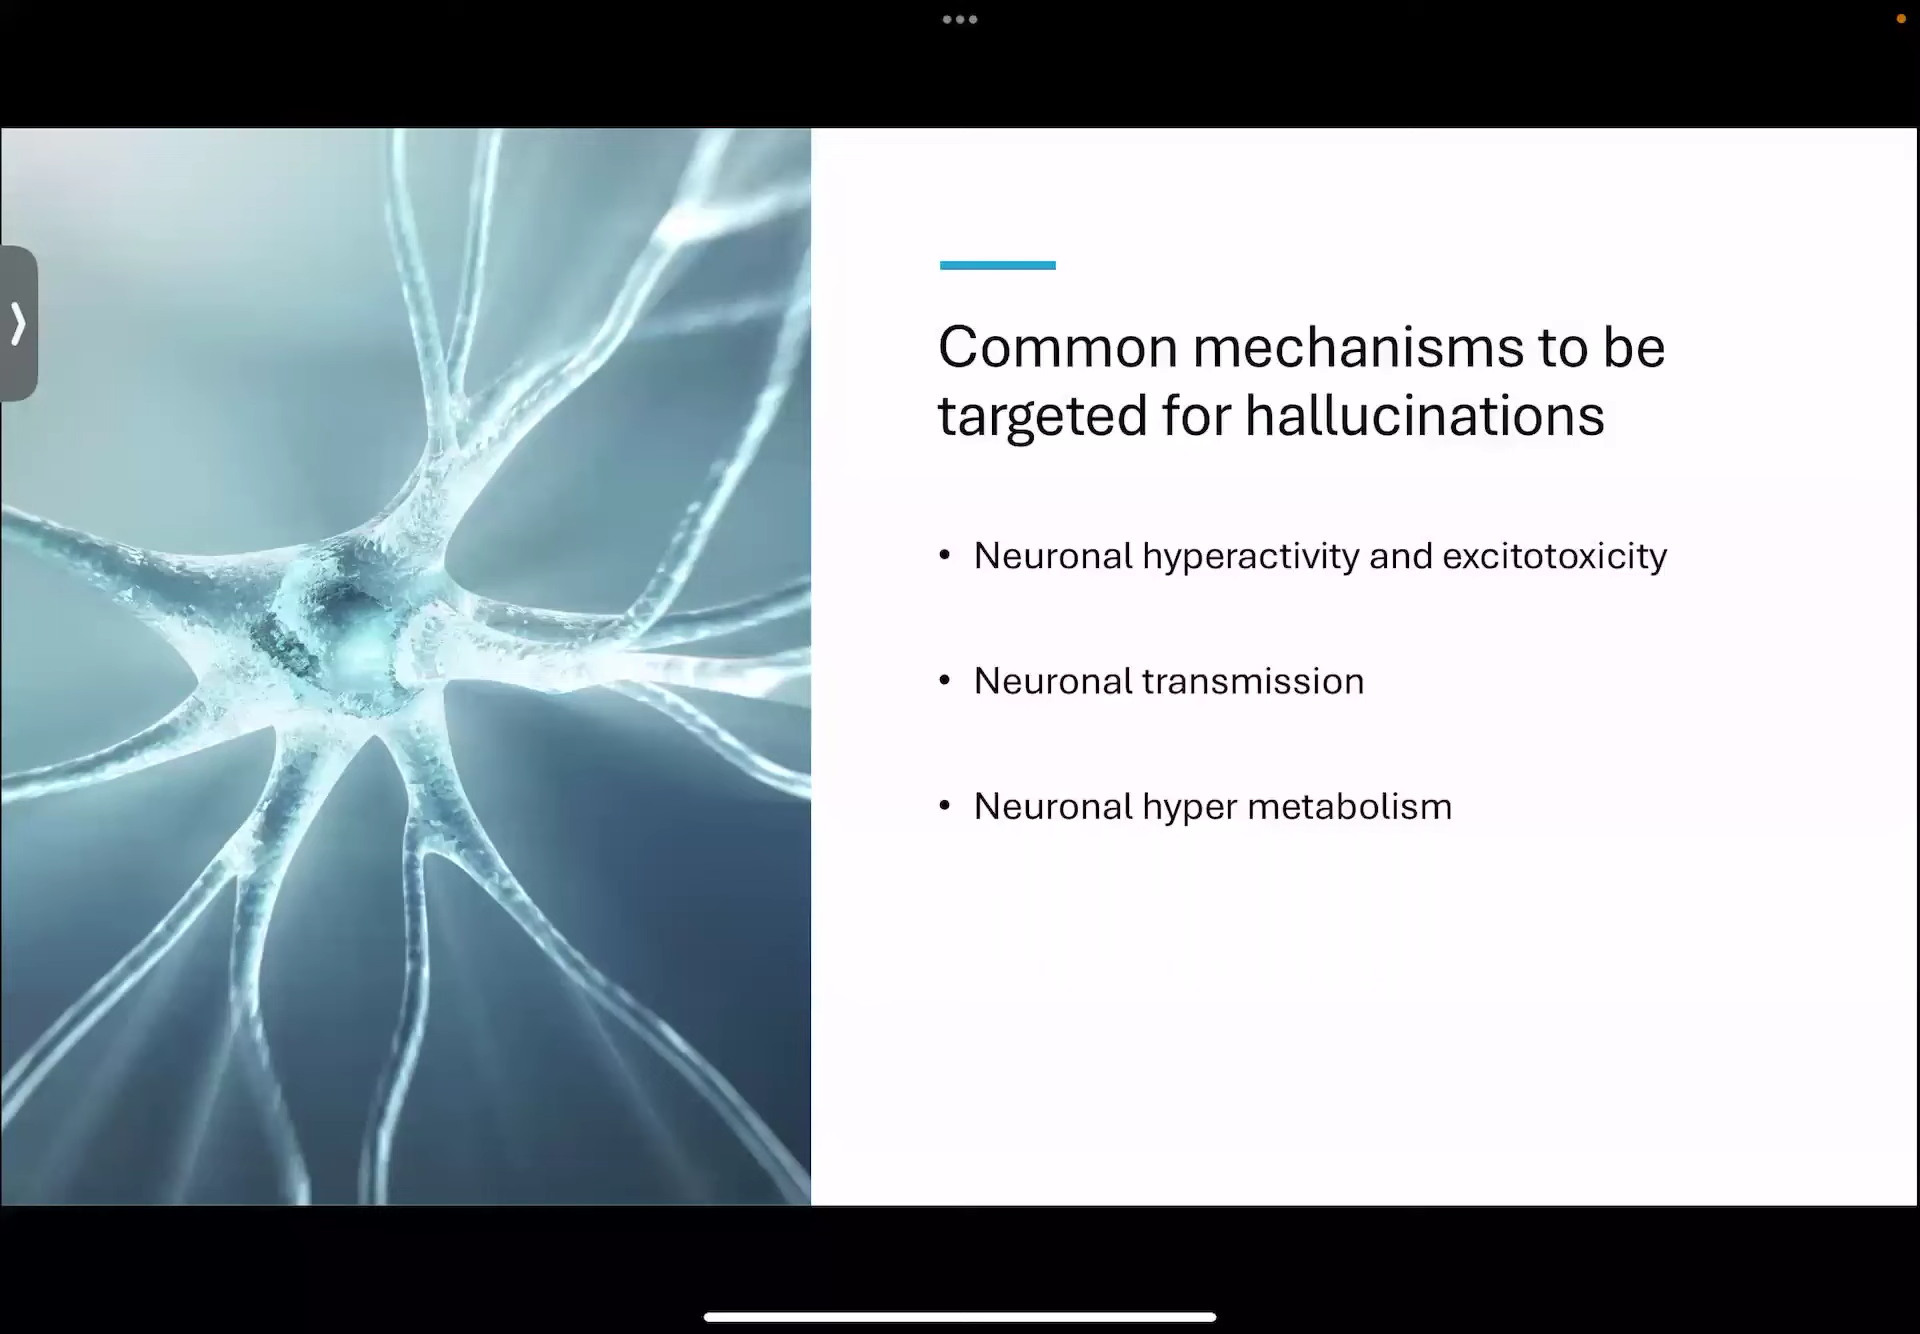 Common mechanisms to be
targeted for hallucinations
• Neuronal hyperactivity and excitotoxicity
• Neuronal transmission
• Neuronal hyper metabolism